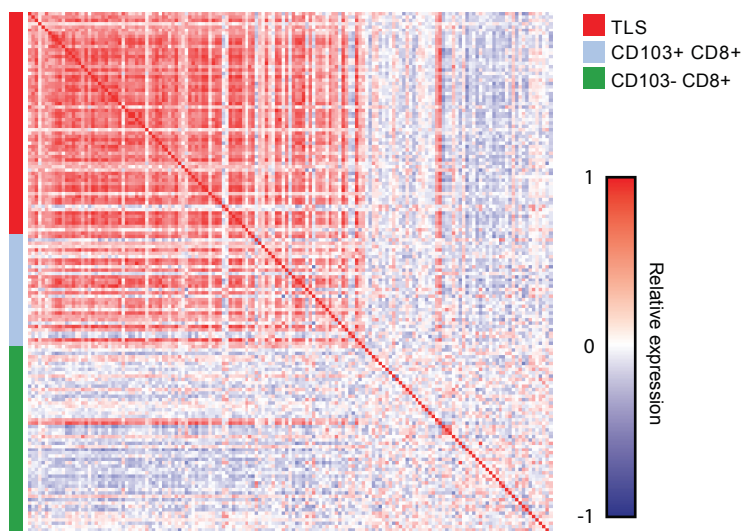 TLS
CD103+ CD8+
CD103- CD8+
1
0
-1
Relative expression